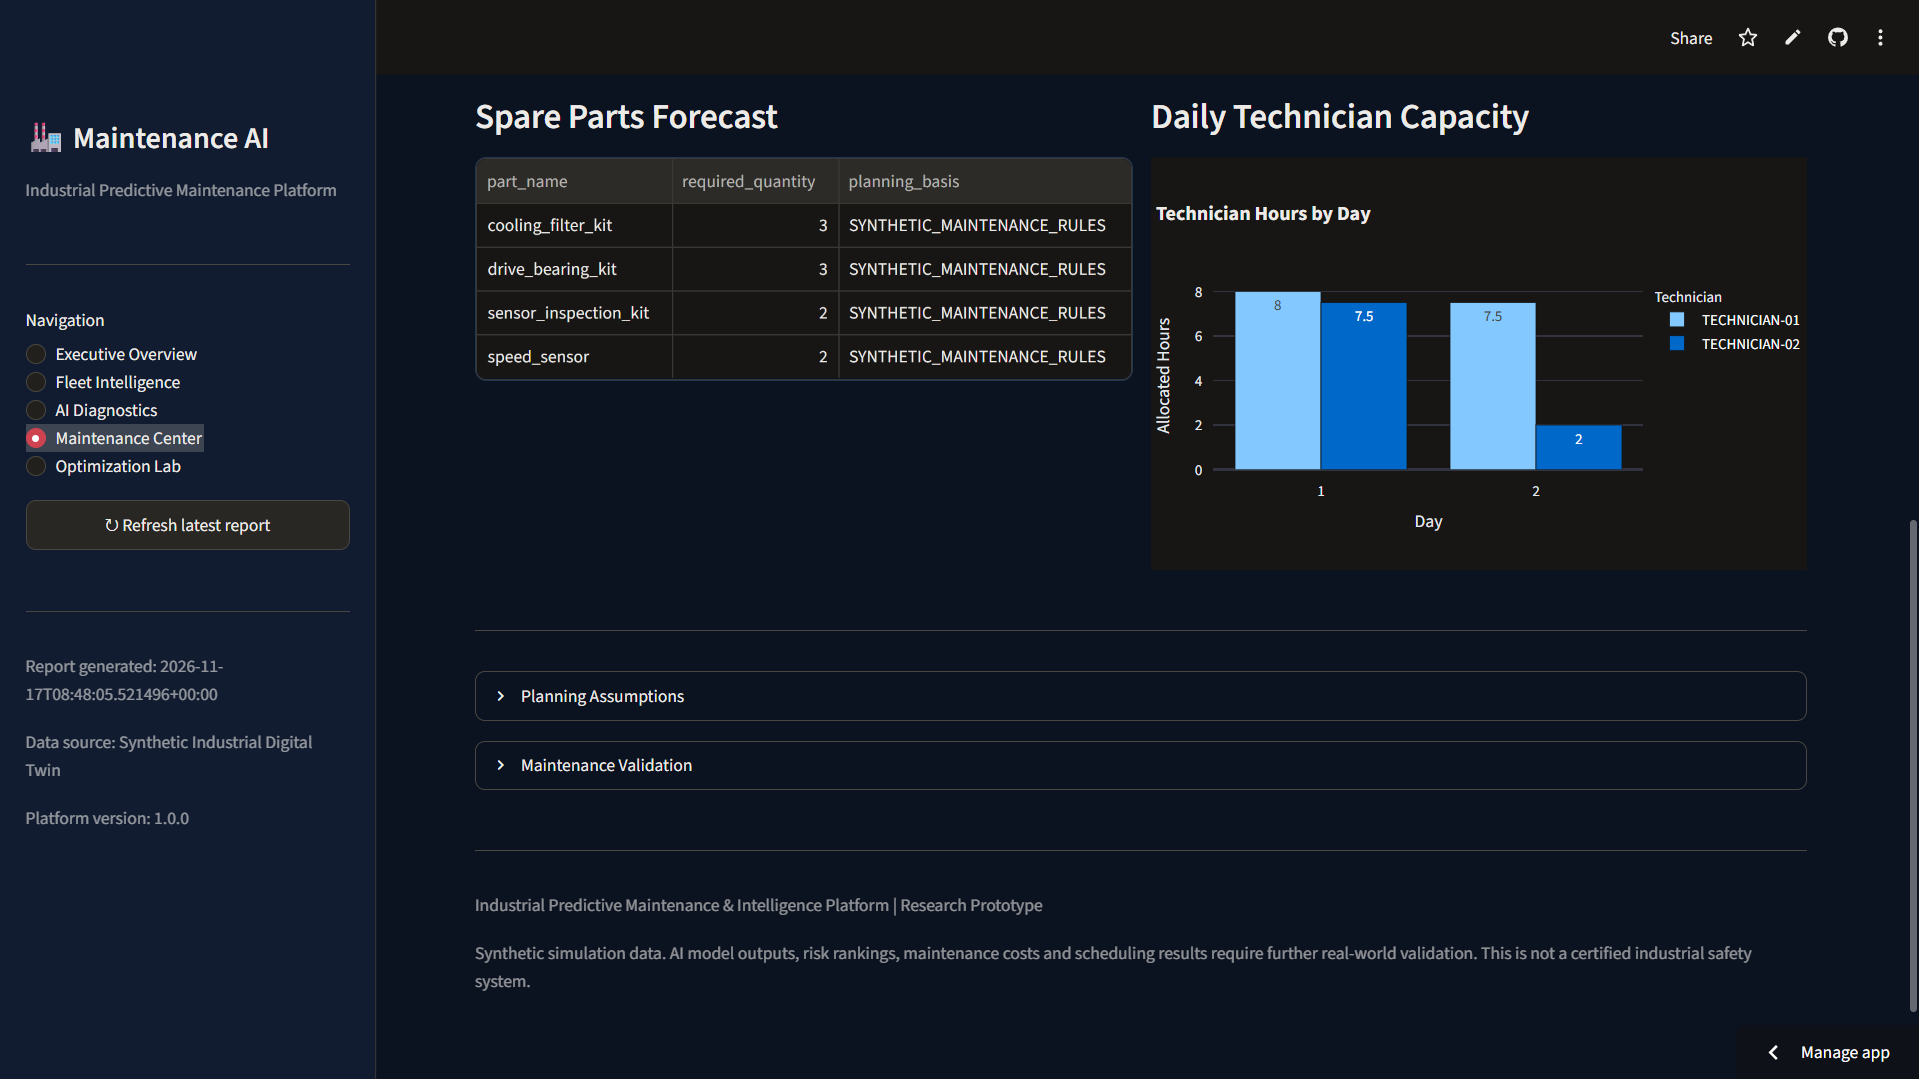 Share
Maintenance AI
Industrial Predictive Maintenance Platform
Navigation
Executive Overview
Fleet Intelligence
AI Diagnostics
Maintenance Center
Optimization Lab
↻ Refresh latest report
Report generated: 2026-11-
17T08:48:05.521496+00:00
Data source: Synthetic Industrial Digital
Twin
Platform version: 1.0.0
Spare Parts Forecast
part_name required_quantity planning_basis
cooling_filter_kit 3 SYNTHETIC_MAINTENANCE_RULES
drive_bearing_kit 3 SYNTHETIC_MAINTENANCE_RULES
sensor_inspection_kit 2 SYNTHETIC_MAINTENANCE_RULES
speed_sensor 2 SYNTHETIC_MAINTENANCE_RULES
Daily Technician Capacity
Technician Hours by Day
Allocated Hours
8
6
4
2
0
8
7.5
7.5
2
1 2
Day
Technician
TECHNICIAN-01
TECHNICIAN-02
Planning Assumptions
Maintenance Validation
Industrial Predictive Maintenance & Intelligence Platform | Research Prototype
Synthetic simulation data. AI model outputs, risk rankings, maintenance costs and scheduling results require further real-world validation. This is not a certified industrial safety
system.
Manage app